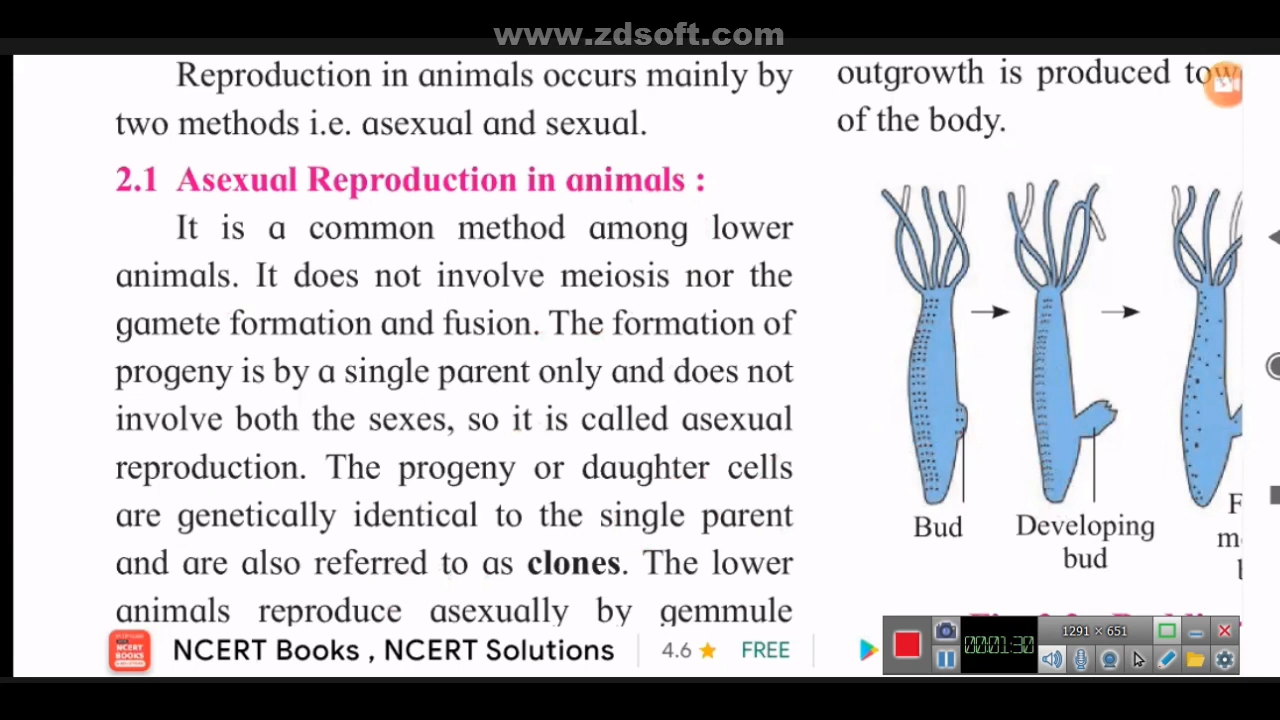 www.zdsoft.com
Reproduction in animals occurs mainly by
two methods i.e. asexual and sexual.
2.1 Asexual Reproduction in animals :
It is a common method among lower
animals. It does not involve meiosis nor the
gamete formation and fusion. The formation of
progeny is by a single parent only and does not
involve both the sexes, so it is called asexual
reproduction. The progeny or daughter cells
are genetically identical to the single parent
and are also referred to as clones. The lower
animals reproduce asexually by gemmule
outgrowth is produced
of the body.
Bud
Developing
bud
NCERT Books , NCERT Solutions
4.6
FREE
NCERT
BOOKS
1291 × 651
00:01:30